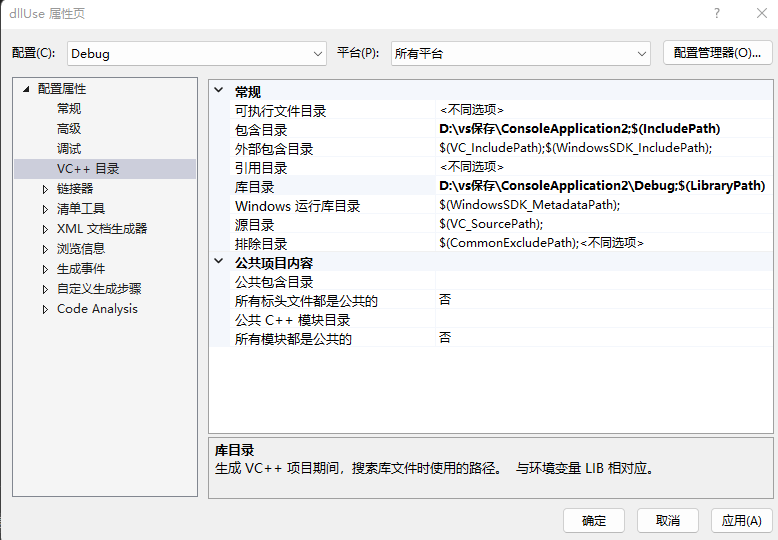 dllUse 属性页
配置(C): Debug 平台(P): 所有平台 配置管理器(O)...
配置属性
常规
高级
调试
VC++ 目录
链接器
清单工具
XML 文档生成器
浏览信息
生成事件
自定义生成步骤
Code Analysis
常规
可执行文件目录 <不同选项>
包含目录 D:\vs保存\ConsoleApplication2;$(IncludePath)
外部包含目录 $(VC_IncludePath);$(WindowsSDK_IncludePath);
引用目录 <不同选项>
库目录 D:\vs保存\ConsoleApplication2\Debug;$(LibraryPath)
Windows 运行库目录 $(WindowsSDK_MetadataPath);
源目录 $(VC_SourcePath);
排除目录 $(CommonExcludePath);<不同选项>
公共项目内容
公共包含目录
所有标头文件都是公共的 否
公共 C++ 模块目录
所有模块都是公共的 否
库目录
生成 VC++ 项目期间，搜索库文件时使用的路径。 与环境变量 LIB 相对应。
确定 取消 应用(A)